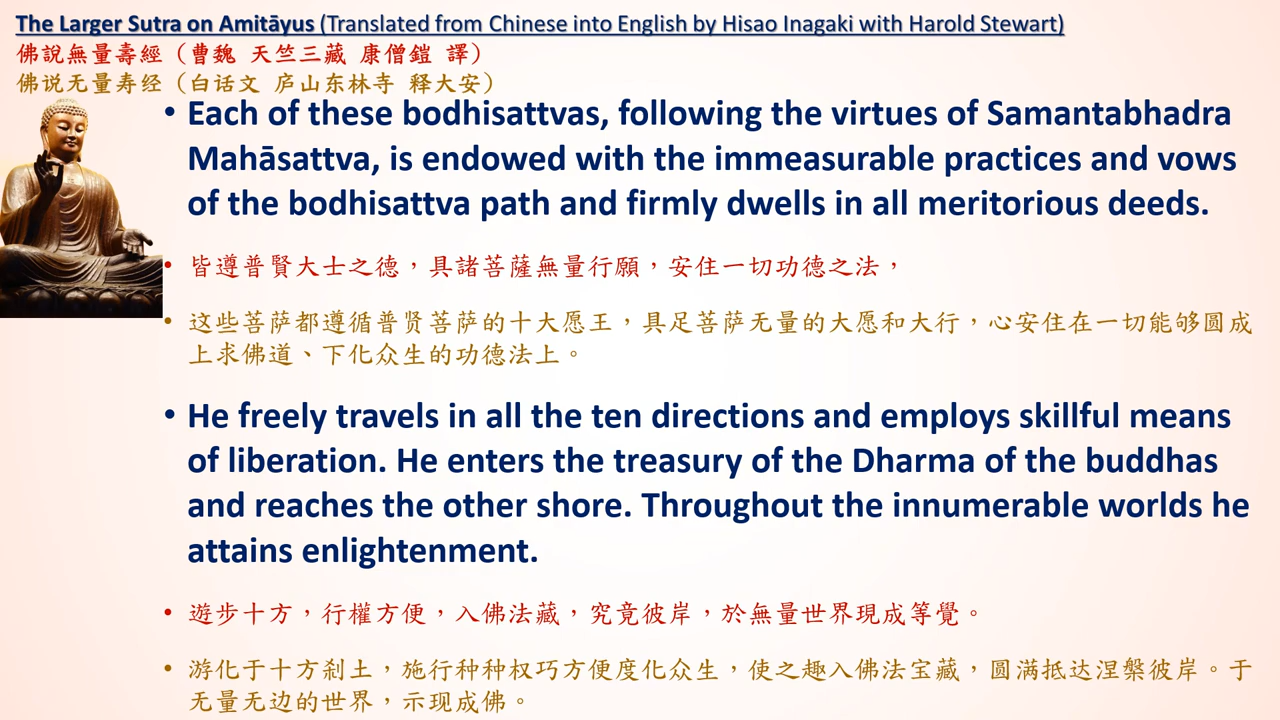 The Larger Sutra on Amitāyus (Translated from Chinese into English by Hisao Inagaki with Harold Stewart)
佛說無量壽經（曹魏 天竺三藏 康僧鎧 譯）
佛说无量寿经（白话文 庐山东林寺 释大安）
• Each of these bodhisattvas, following the virtues of Samantabhadra
Mahāsattva, is endowed with the immeasurable practices and vows
of the bodhisattva path and firmly dwells in all meritorious deeds.
• 皆遵普賢大士之德，具諸菩薩無量行願，安住一切功德之法，
• 这些菩萨都遵循普贤菩萨的十大愿王，具足菩萨无量的大愿和大行，心安住在一切能够圆成
上求佛道、下化众生的功德法上。
• He freely travels in all the ten directions and employs skillful means
of liberation. He enters the treasury of the Dharma of the buddhas
and reaches the other shore. Throughout the innumerable worlds he
attains enlightenment.
• 遊步十方，行權方便，入佛法藏，究竟彼岸，於無量世界現成等覺。
• 游化于十方刹土，施行种种权巧方便度化众生，使之趣入佛法宝藏，圆满抵达涅槃彼岸。于
无量无边的世界，示现成佛。